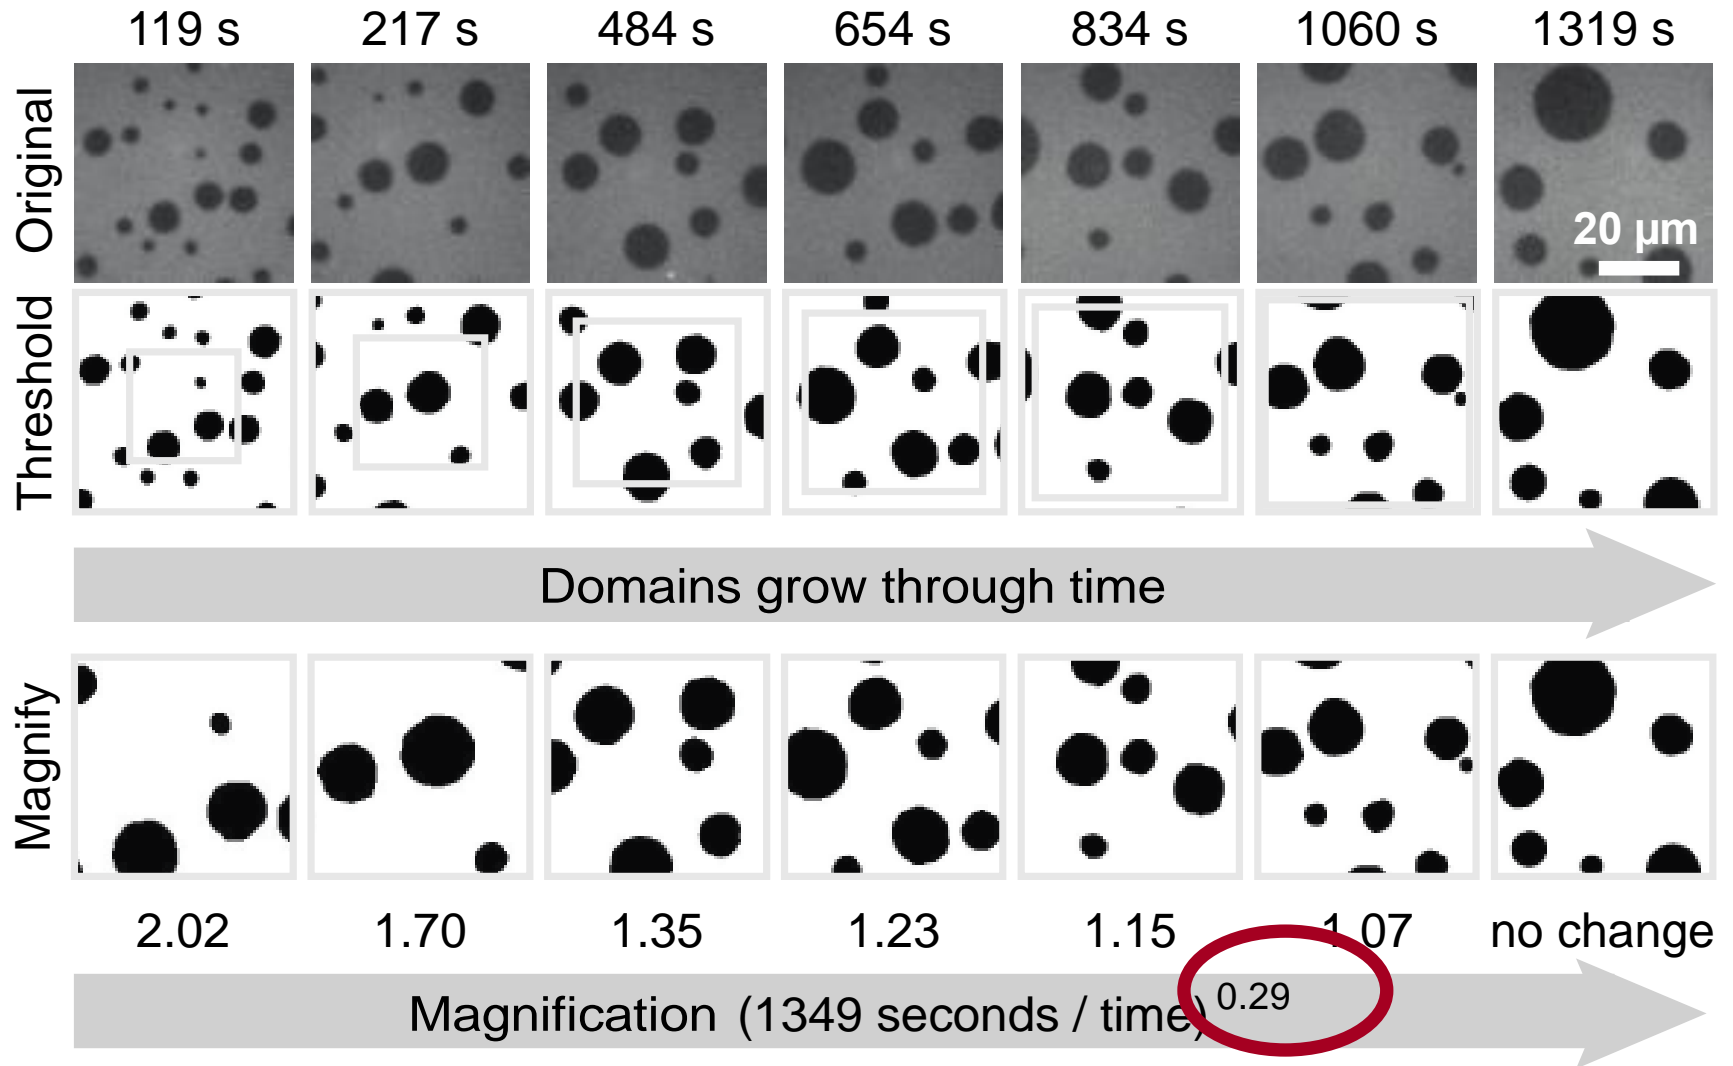 119 s 217 s 484 s 654 s 834 s 1060 s 1319 s
Original
20 µm
Threshold
Domains grow through time
Magnify
2.02 1.70 1.35 1.23 1.15 1.07 no change
Magnification (1349 seconds / time)^0.29